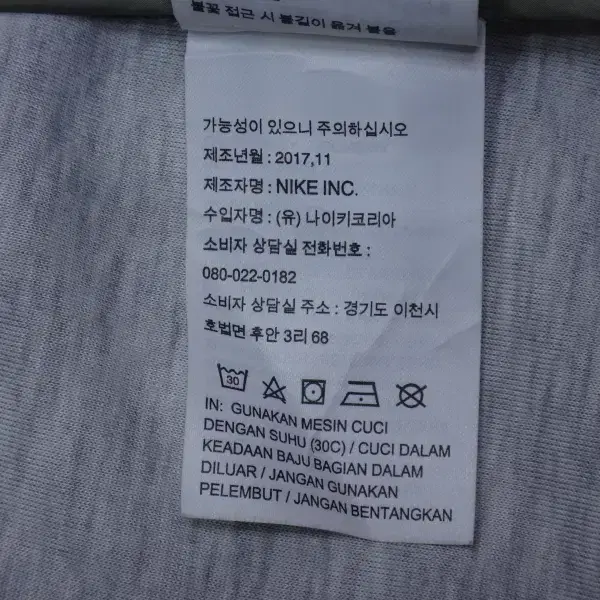 불꽃 접근 시 불길이 옮겨 붙을
가능성이 있으니 주의하십시오
제조년월 : 2017,11
제조자명 : NIKE INC.
수입자명 : (유) 나이키코리아
소비자 상담실 전화번호 :
080-022-0182
소비자 상담실 주소 : 경기도 이천시
호법면 후안 3리 68
30
IN: GUNAKAN MESIN CUCI
DENGAN SUHU (30C) / CUCI DALAM
KEADAAN BAJU BAGIAN DALAM
DILUAR / JANGAN GUNAKAN
PELEMBUT / JANGAN BENTANGKAN